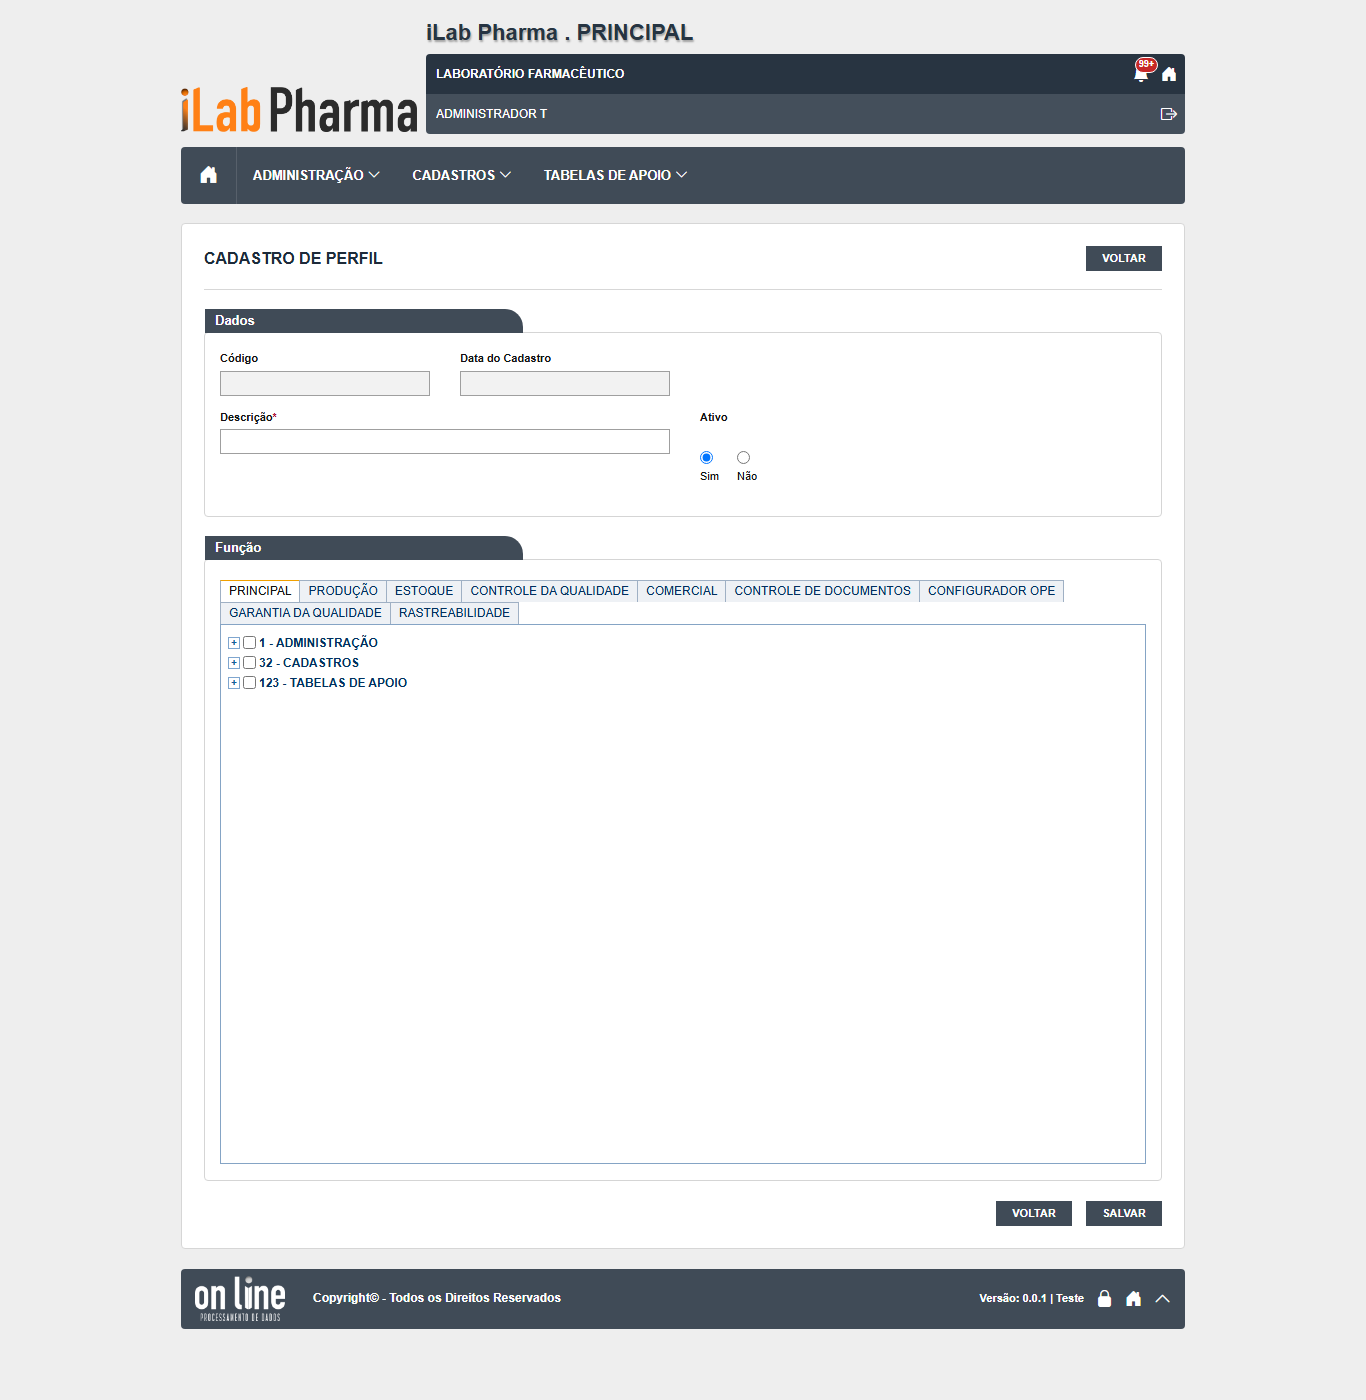 iLab Pharma . PRINCIPAL
iLab Pharma
LABORATÓRIO FARMACÊUTICO
99+
ADMINISTRADOR T
ADMINISTRAÇÃO CADASTROS TABELAS DE APOIO
CADASTRO DE PERFIL
VOLTAR
Dados
Código Data do Cadastro
Descrição* Ativo
Sim Não
Função
PRINCIPAL PRODUÇÃO ESTOQUE CONTROLE DA QUALIDADE COMERCIAL CONTROLE DE DOCUMENTOS CONFIGURADOR OPE
GARANTIA DA QUALIDADE RASTREABILIDADE
1 - ADMINISTRAÇÃO
32 - CADASTROS
123 - TABELAS DE APOIO
VOLTAR SALVAR
on line
PROCESSAMENTO DE DADOS
Copyright© - Todos os Direitos Reservados
Versão: 0.0.1 | Teste